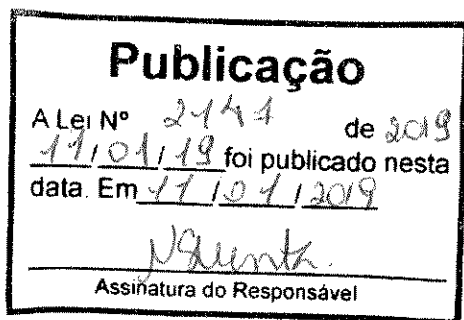 Publicação
A Lei Nº 2141 de 2019
11/01/19 foi publicado nesta
data. Em 11/01/2019
Assinatura do Responsável